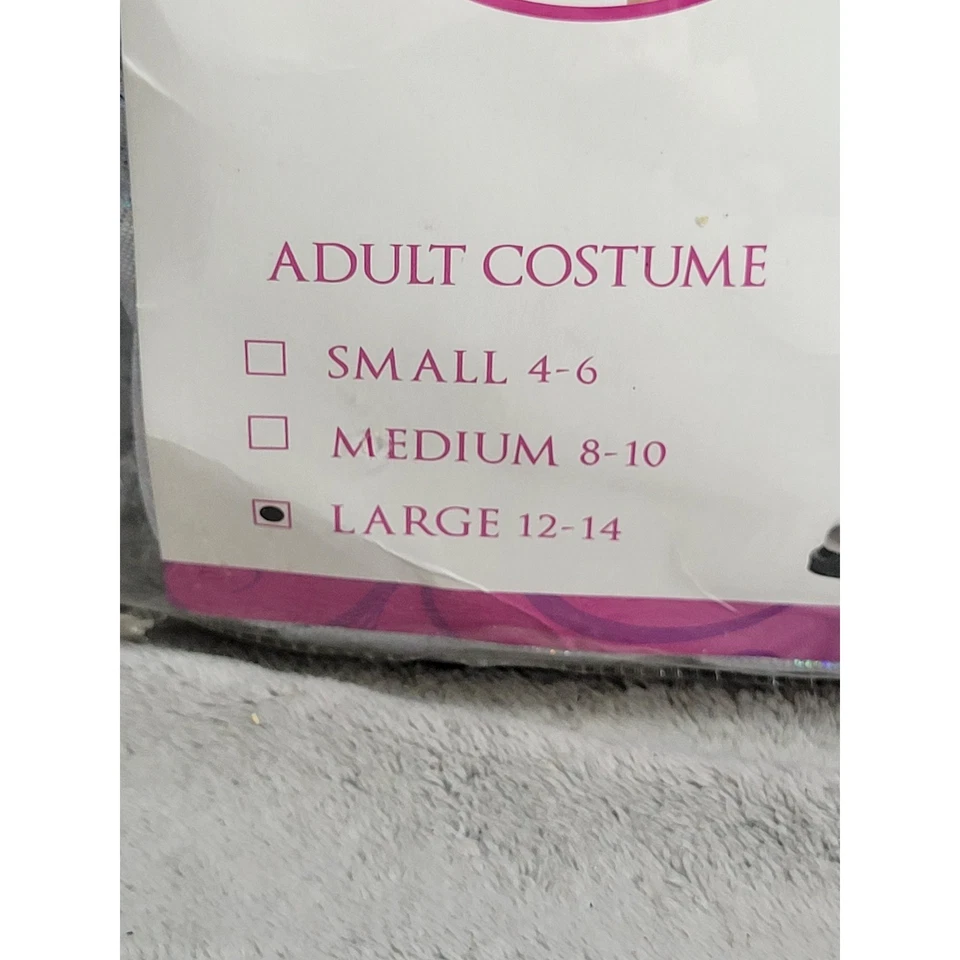 ADULT COSTUME
SMALL 4-6
MEDIUM 8-10
LARGE 12-14